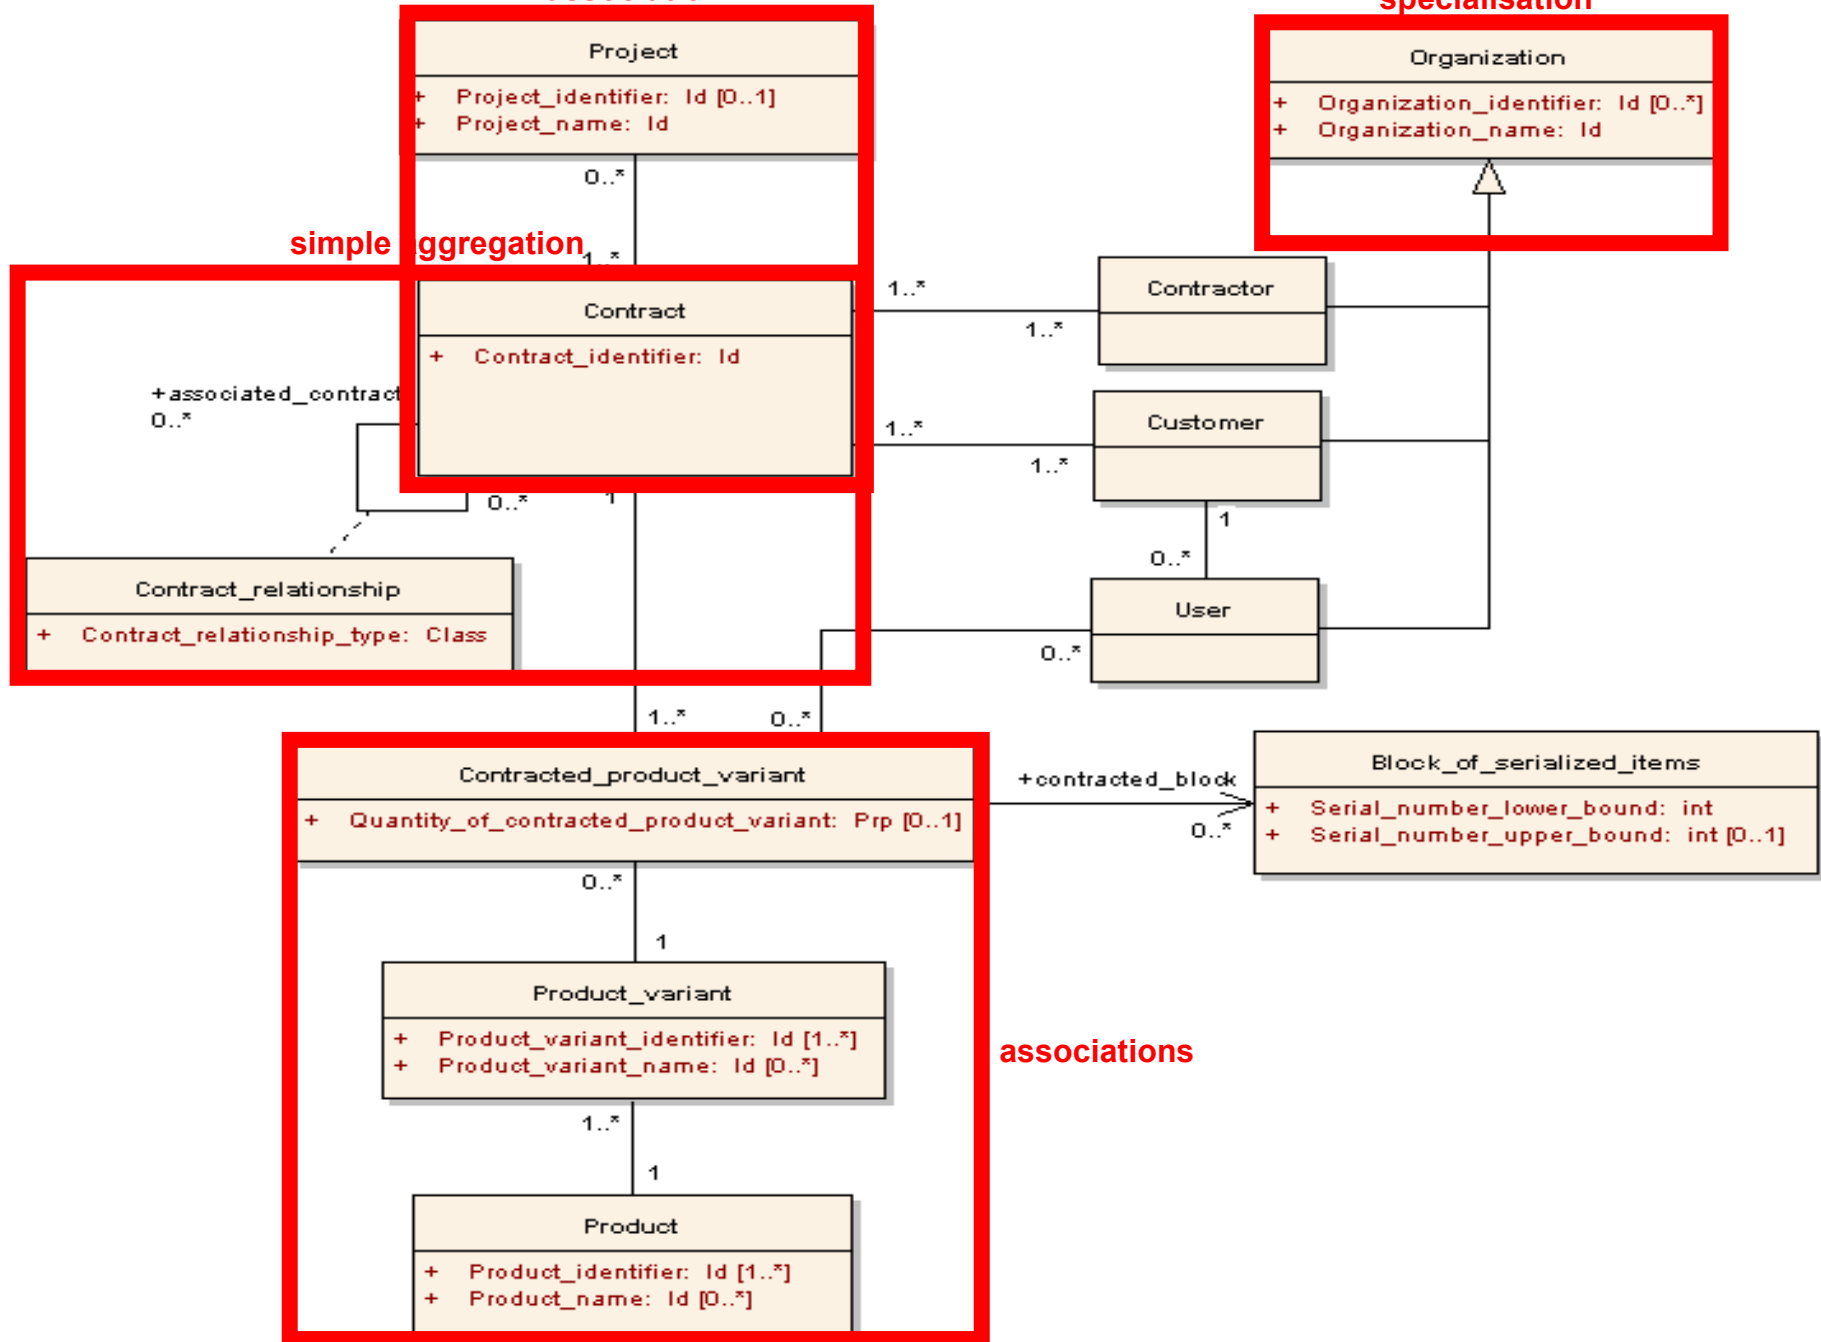 specialisation
Project
+ Project_identifier: Id [0..1]
+ Project_name: Id
Organization
+ Organization_identifier: Id [0..*]
+ Organization_name: Id
0..*
simple ggregation
1..*
Contract
+ Contract_identifier: Id
1..*
1..*
Contractor
+associated_contract
0..*
0..*
1
1..*
1..*
Customer
1
0..*
Contract_relationship
+ Contract_relationship_type: Class
User
0..*
1..*
0..*
Contracted_product_variant
+ Quantity_of_contracted_product_variant: Prp [0..1]
+contracted_block
0..*
Block_of_serialized_items
+ Serial_number_lower_bound: int
+ Serial_number_upper_bound: int [0..1]
0..*
1
Product_variant
+ Product_variant_identifier: Id [1..*]
+ Product_variant_name: Id [0..*]
associations
1..*
1
Product
+ Product_identifier: Id [1..*]
+ Product_name: Id [0..*]